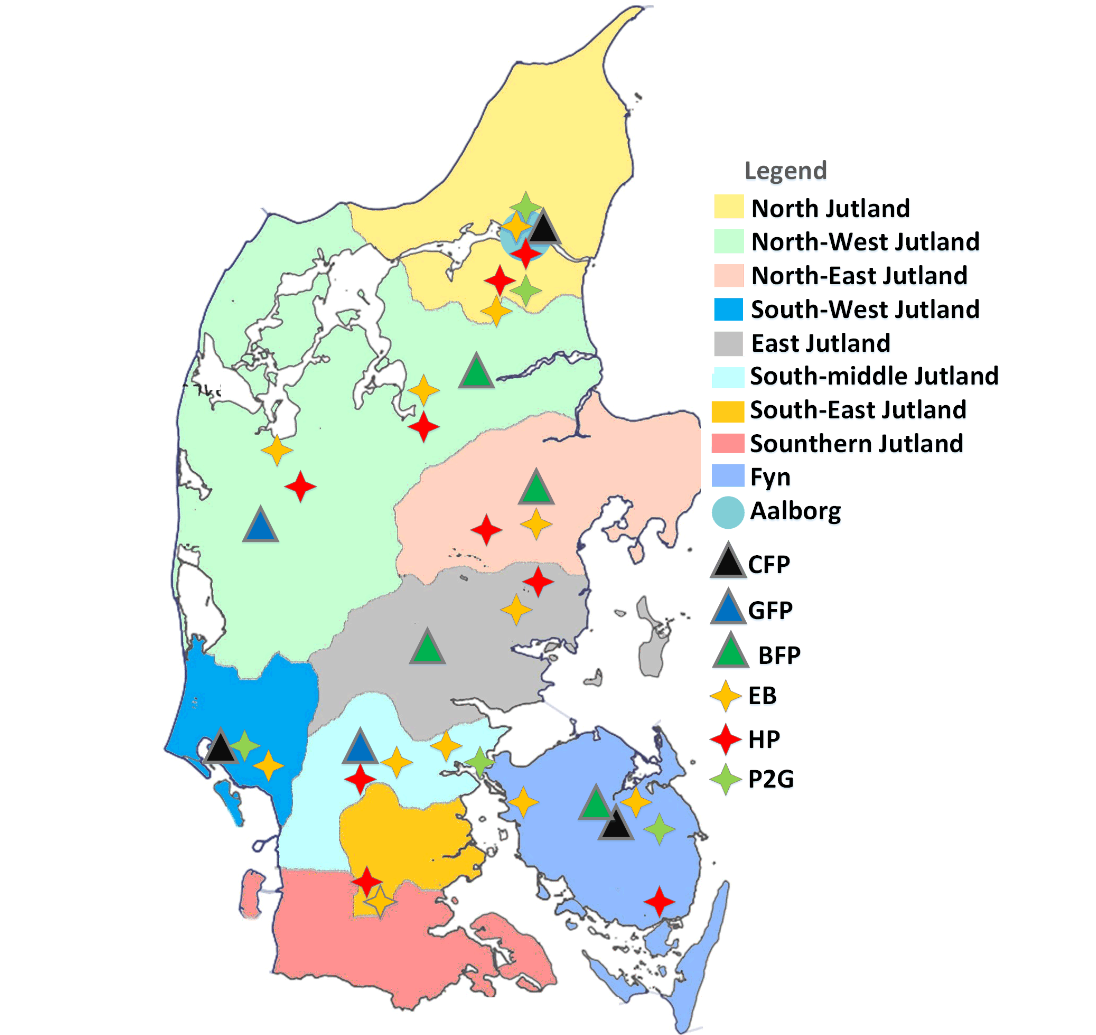 Legend
North Jutland
North-West Jutland
North-East Jutland
South-West Jutland
East Jutland
South-middle Jutland
South-East Jutland
Sounthern Jutland
Fyn
Aalborg
CFP
GFP
BFP
EB
HP
P2G